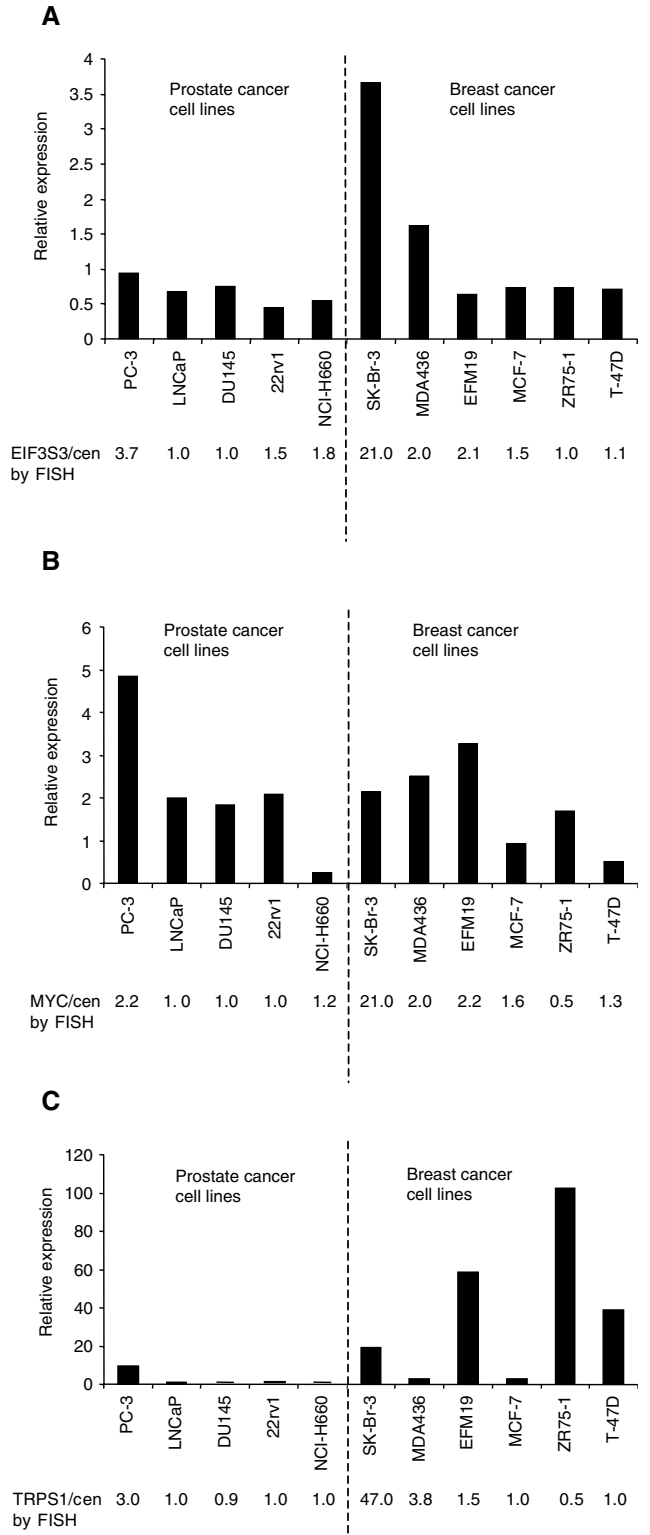 A
4
3.5
3
2.5
2
1.5
1
0.5
0
Relative expression
Prostate cancer
cell lines
Breast cancer
cell lines
PC-3
LNCaP
DU145
22rv1
NCI-H660
SK-Br-3
MDA436
EFM19
MCF-7
ZR75-1
T-47D
EIF3S3/cen 3.7 1.0 1.0 1.5 1.8 21.0 2.0 2.1 1.5 1.0 1.1
by FISH
B
6
5
4
3
2
1
0
Relative expression
Prostate cancer
cell lines
Breast cancer
cell lines
PC-3
LNCaP
DU145
22rv1
NCI-H660
SK-Br-3
MDA436
EFM19
MCF-7
ZR75-1
T-47D
MYC/cen 2.2 1. 0 1.0 1.0 1.2 21.0 2.0 2.2 1.6 0.5 1.3
by FISH
C
120
100
80
60
40
20
0
Relative expression
Prostate cancer
cell lines
Breast cancer
cell lines
PC-3
LNCaP
DU145
22rv1
NCI-H660
SK-Br-3
MDA436
EFM19
MCF-7
ZR75-1
T-47D
TRPS1/cen 3.0 1.0 0.9 1.0 1.0 47.0 3.8 1.5 1.0 0.5 1.0
by FISH